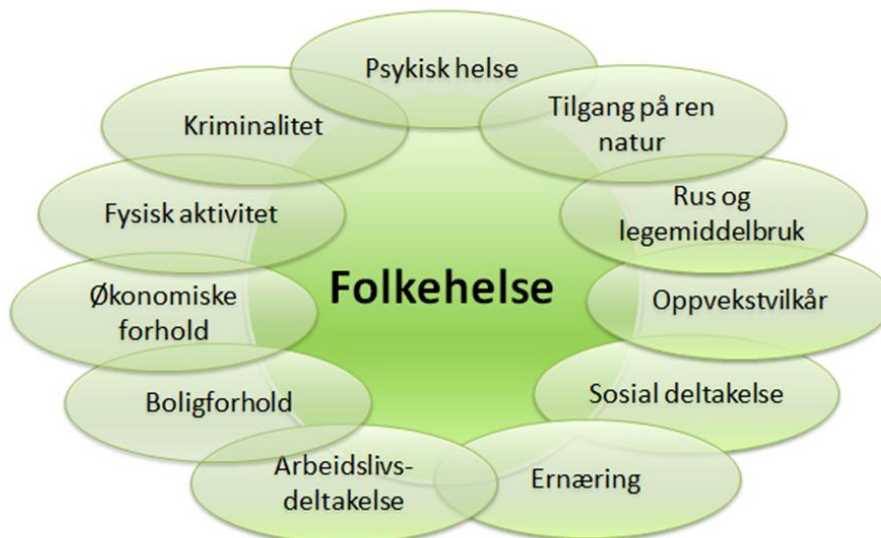 Psykisk helse
Tilgang på ren
natur
Rus og
legemiddelbruk
Oppvekstvilkår
Sosial deltakelse
Ernæring
Arbeidslivs-
deltakelse
Boligforhold
Økonomiske
forhold
Fysisk aktivitet
Kriminalitet
Folkehelse